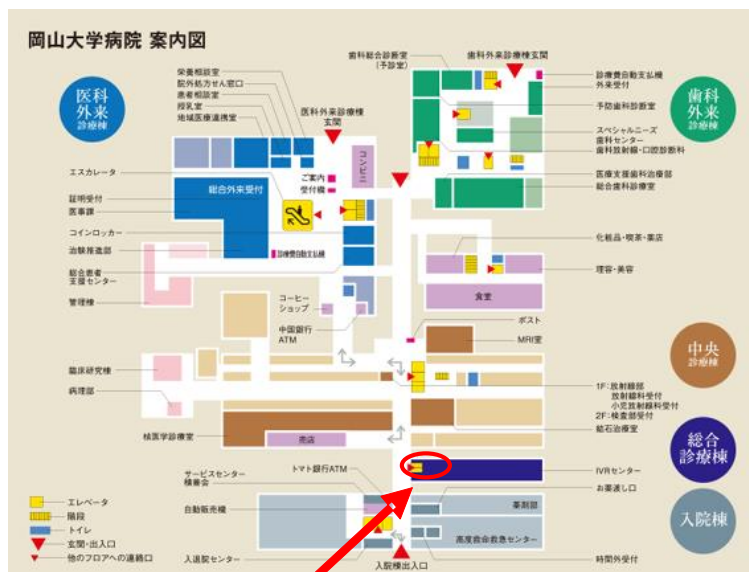 岡山大学病院 案内図
医科
外来
診療棟
栄養相談室
院外処方せん窓口
患者相談室
授乳室
地域医療連携室
医科外来診療棟
玄関
歯科総合診断室
(予診室)
歯科外来診療棟玄関
診療費自動支払機
外来受付
予防歯科診断室
スペシャルニーズ
歯科センター
歯科放射線・口腔診断科
医療支援歯科治療部
総合歯科診療室
歯科
外来
診療棟
エスカレータ
証明受付
医事課
コインロッカー
治験推進部
総合患者
支援センター
管理棟
総合外来受付
ご案内
受付機
コンビニ
診療費自動支払機
コーヒー
ショップ
中国銀行
ATM
化粧品・喫茶・薬店
理容・美容
食堂
ポスト
MRI室
中央
診療棟
臨床研究棟
病理部
核医学診療室
売店
1F:放射線部
放射線科受付
小児放射線科受付
2F:検査部受付
結石治療室
総合
診療棟
IVRセンター
お薬渡し口
サービスセンター
積善会
トマト銀行ATM
自動販売機
入退院センター
薬剤部
高度救命救急センター
時間外受付
入院棟
入院棟出入口
エレベータ
階段
トイレ
玄関・出入口
他のフロアへの連絡口